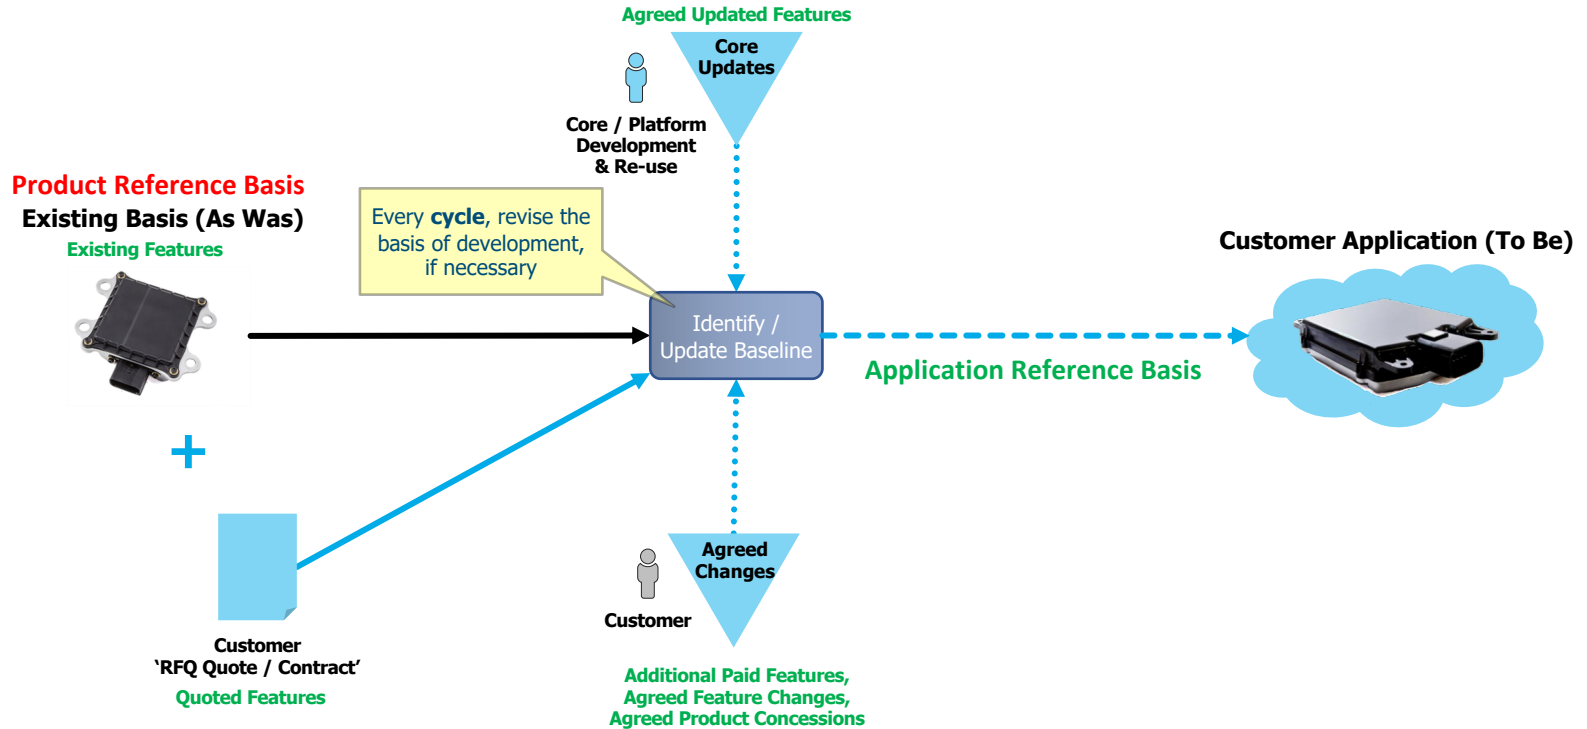 Agreed Updated Features
Core
Updates
Core / Platform
Development
& Re-use
Product Reference Basis
Existing Basis (As Was)
Existing Features
Every cycle, revise the
basis of development,
if necessary
Customer Application (To Be)
Identify /
Update Baseline
Application Reference Basis
+
Agreed
Changes
Customer
Customer
‘RFQ Quote / Contract’
Quoted Features
Additional Paid Features,
Agreed Feature Changes,
Agreed Product Concessions